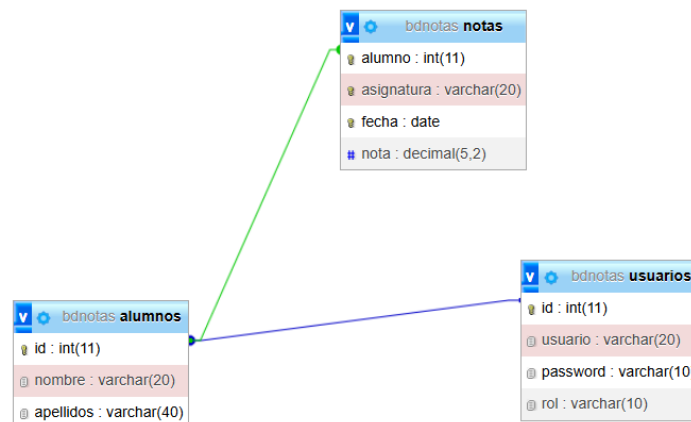 bdnotas notas
alumno : int(11)
asignatura : varchar(20)
fecha : date
nota : decimal(5,2)
bdnotas usuarios
id : int(11)
usuario : varchar(20)
password : varchar(10
rol : varchar(10)
bdnotas alumnos
id : int(11)
nombre : varchar(20)
apellidos : varchar(40)